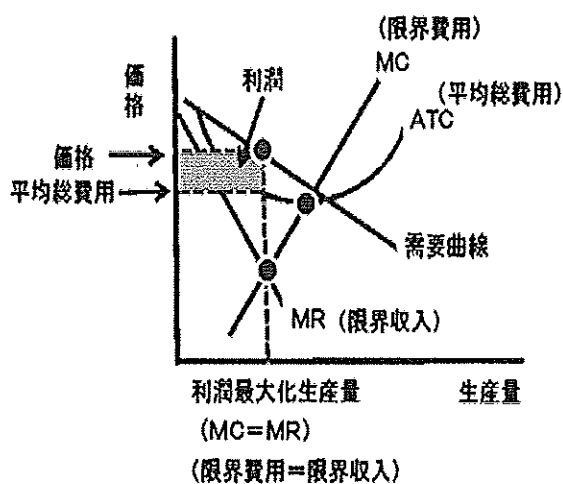 (限界費用)
MC
価格
利潤
(平均総費用)
ATC
価格
平均総費用
需要曲線
MR (限界収入)
利潤最大化生産量
生産量
(MC=MR)
(限界費用=限界収入)